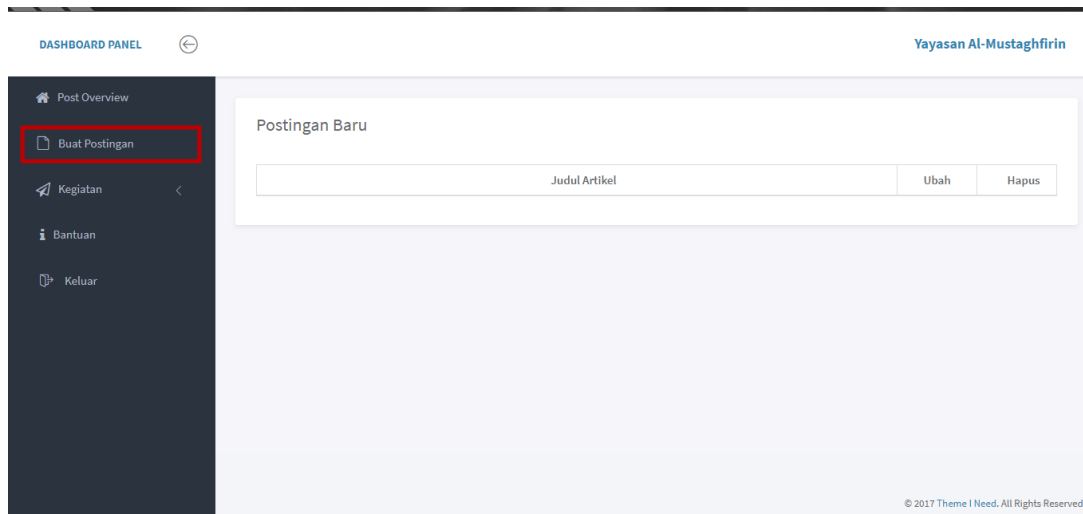 DASHBOARD PANEL
Yayasan Al-Mustaghfirin
Post Overview
Buat Postingan
Kegiatan
Bantuan
Keluar
Postingan Baru
Judul Artikel Ubah Hapus
© 2017 Theme I Need. All Rights Reserved